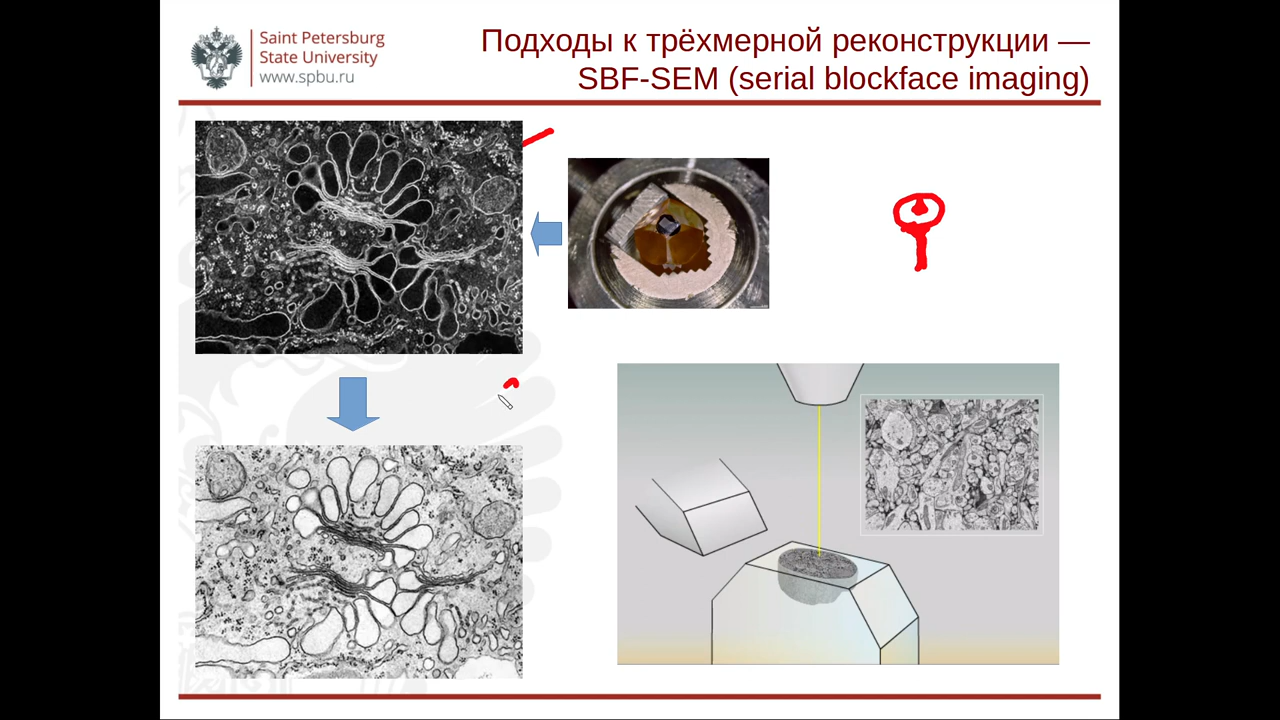 Saint Petersburg
State University
www.spbu.ru
Подходы к трёхмерной реконструкции —
SBF-SEM (serial blockface imaging)